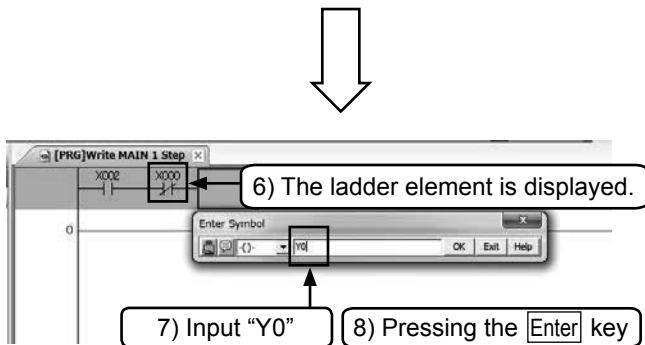 [PRG]Write MAIN 1 Step
X002 X000
6) The ladder element is displayed.
0
Enter Symbol
-()- Y0 OK Exit Help
7) Input “Y0”
8) Pressing the Enter key